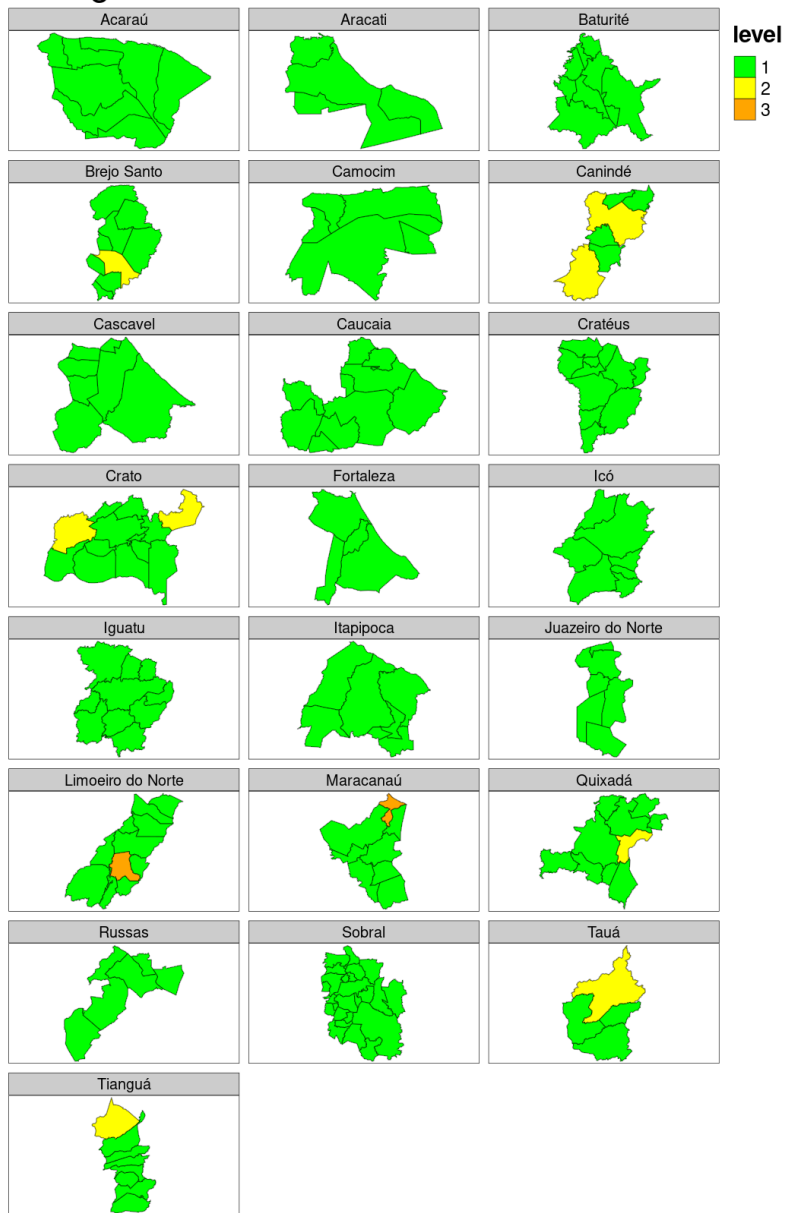 Acaraú
Aracati
Baturité
level
1
2
3
Brejo Santo
Camocim
Canindé
Cascavel
Caucaia
Cratéus
Crato
Fortaleza
Icó
Iguatu
Itapipoca
Juazeiro do Norte
Limoeiro do Norte
Maracanaú
Quixadá
Russas
Sobral
Tauá
Tianguá